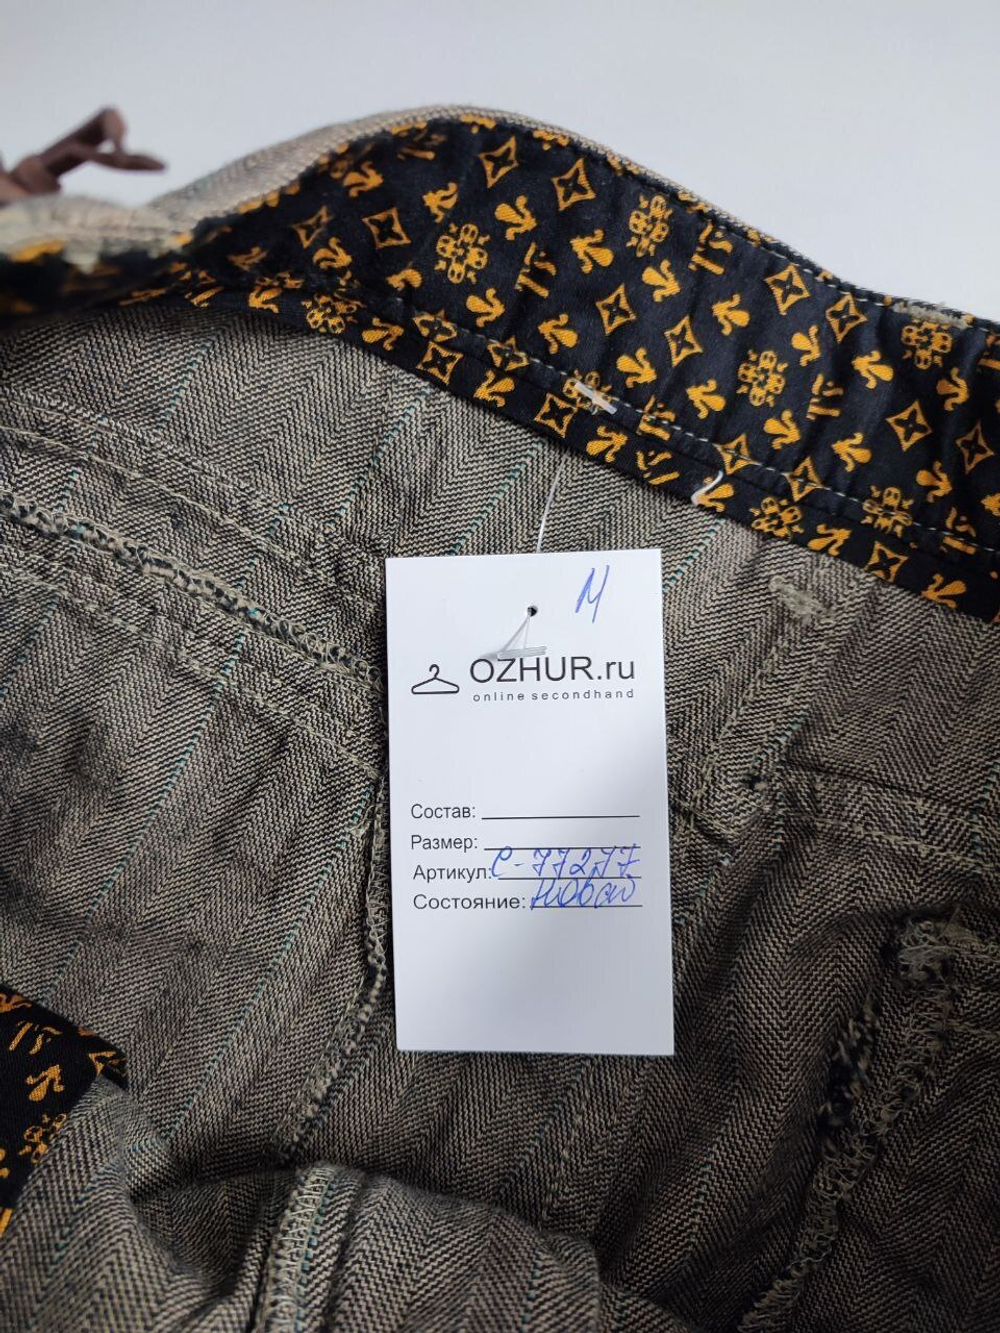 М
OZHUR.ru
online secondhand
Состав:
Размер:
Артикул: С-77277
Состояние: новое